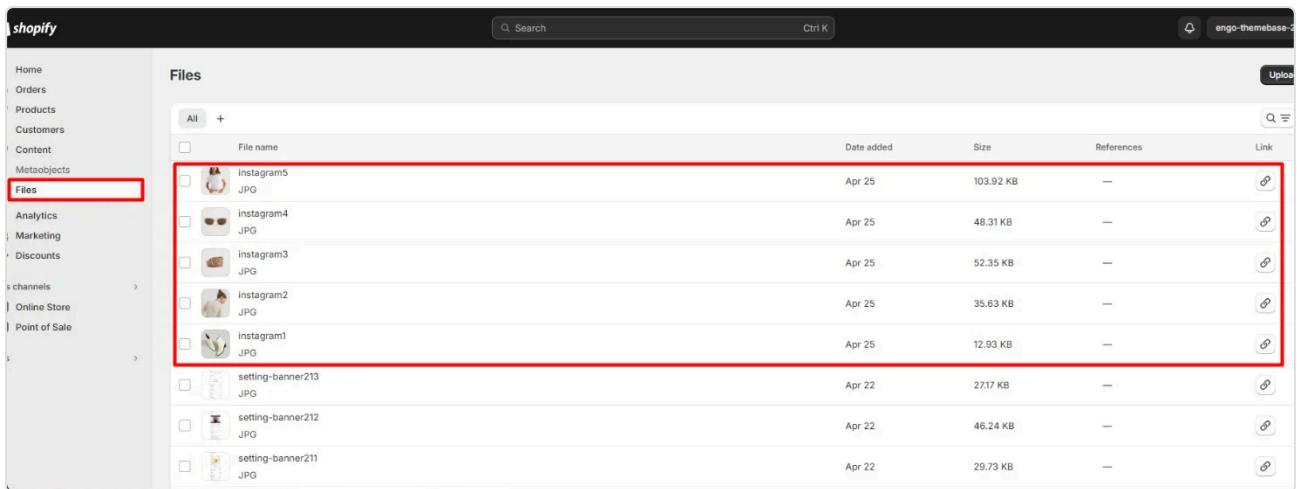 shopify
Search
Ctrl K
engo-themebase-2
Home
Orders
Products
Customers
Content
Metaobjects
Files
Analytics
Marketing
Discounts
s channels
Online Store
Point of Sale
s
Files
Uploa
All +
File name Date added Size References Link
instagram5
JPG
Apr 25 103.92 KB —
instagram4
JPG
Apr 25 48.31 KB —
instagram3
JPG
Apr 25 52.35 KB —
instagram2
JPG
Apr 25 35.63 KB —
instagram1
JPG
Apr 25 12.93 KB —
setting-banner213
JPG
Apr 22 27.17 KB —
setting-banner212
JPG
Apr 22 46.24 KB —
setting-banner211
JPG
Apr 22 29.73 KB —